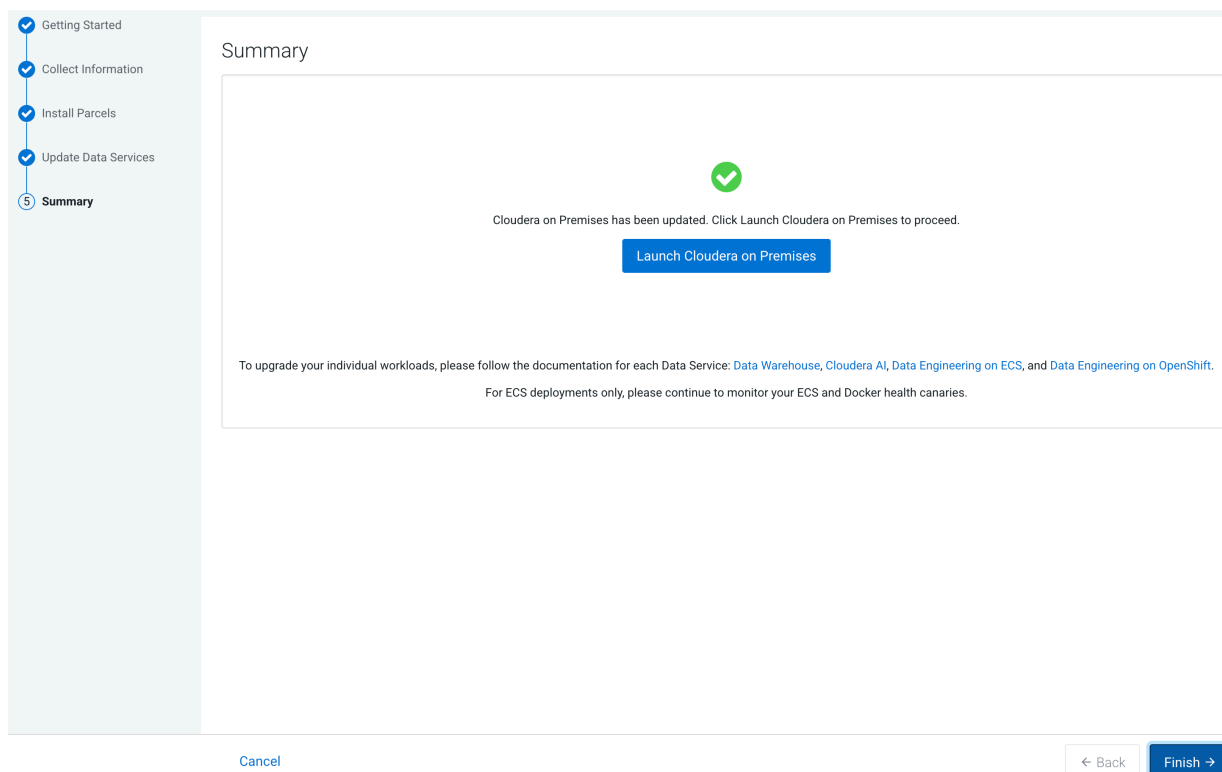 Getting Started
Collect Information
Install Parcels
Update Data Services
5 Summary
Summary
Cloudera on Premises has been updated. Click Launch Cloudera on Premises to proceed.
Launch Cloudera on Premises
To upgrade your individual workloads, please follow the documentation for each Data Service: Data Warehouse, Cloudera AI, Data Engineering on ECS, and Data Engineering on OpenShift.
For ECS deployments only, please continue to monitor your ECS and Docker health canaries.
Cancel
← Back
Finish →